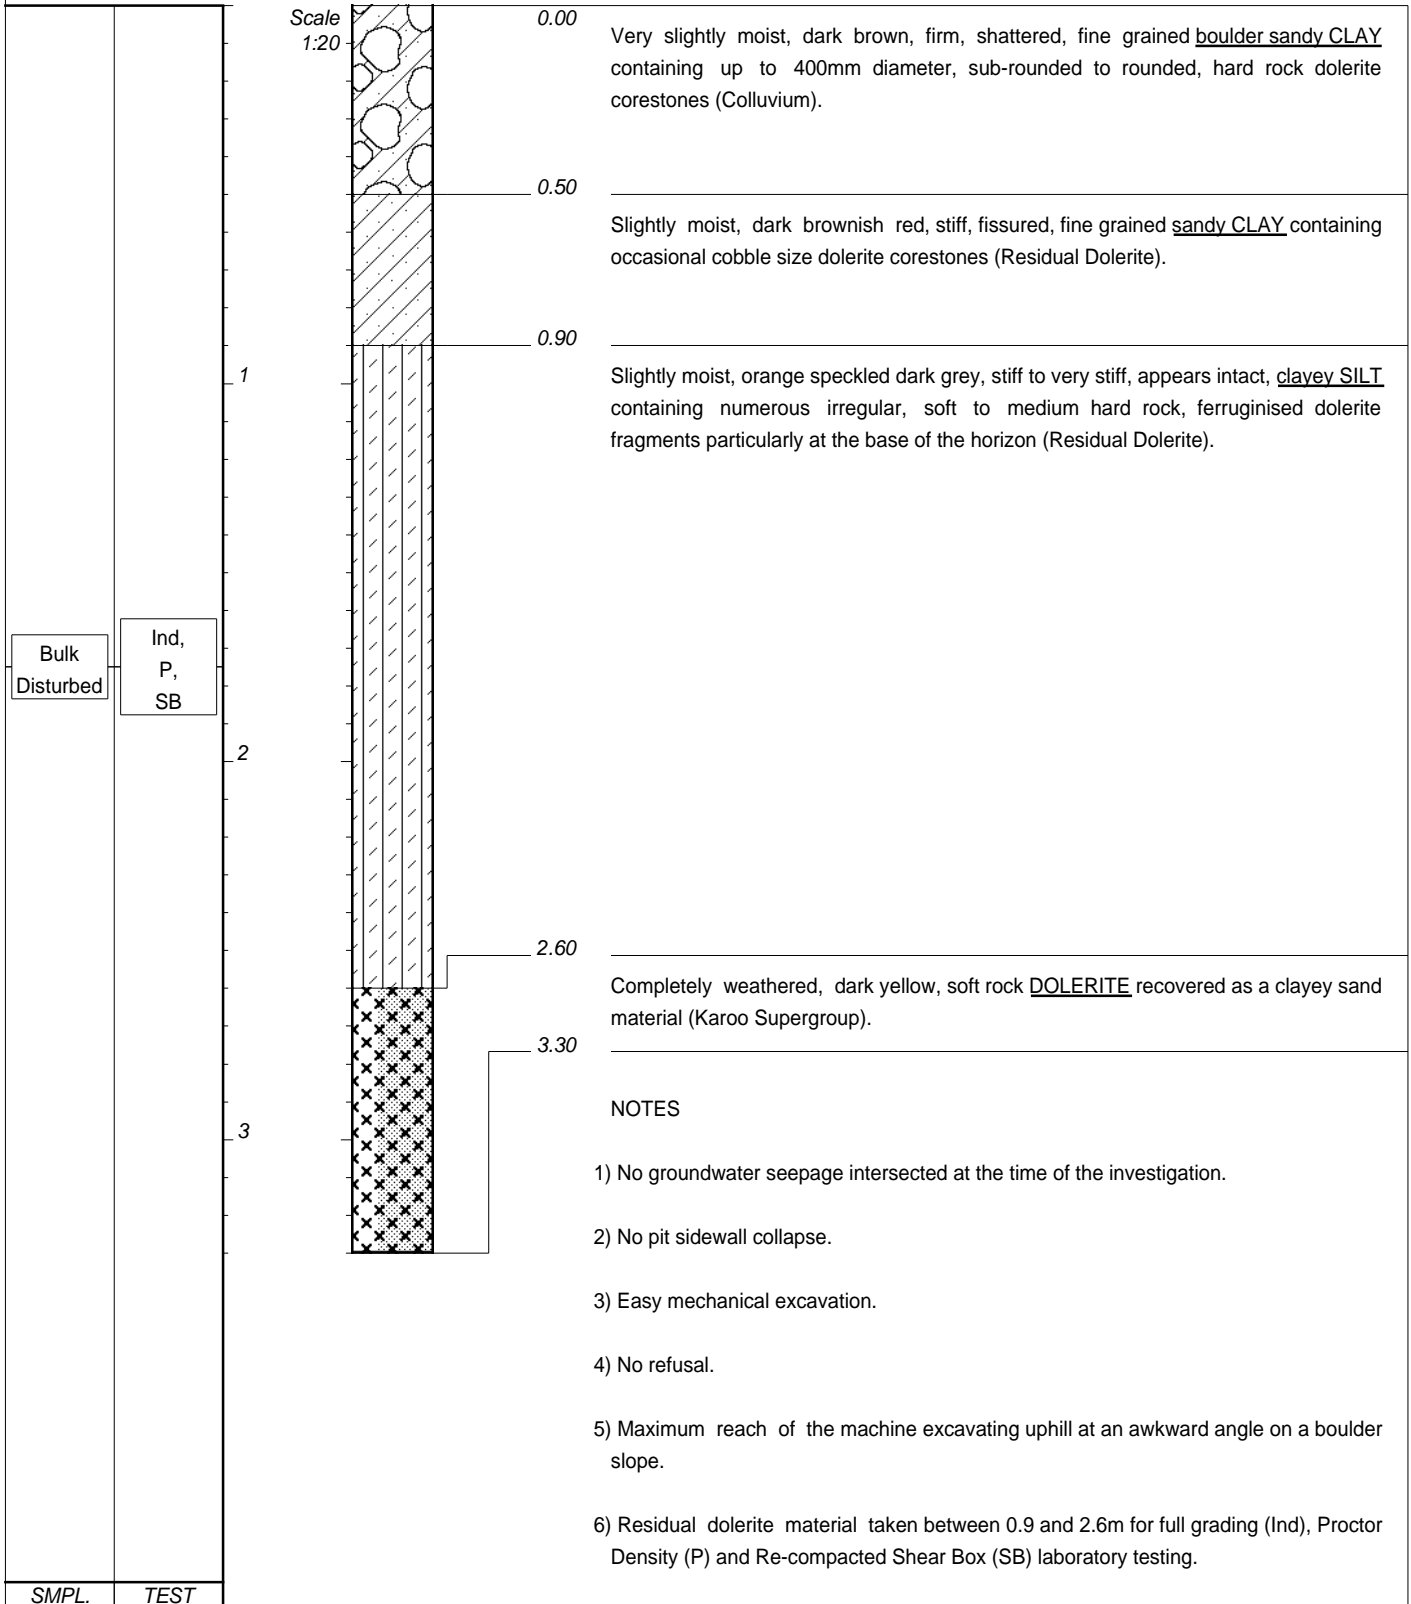 Scale
1:20
0.00
Very slightly moist, dark brown, firm, shattered, fine grained boulder sandy CLAY
containing up to 400mm diameter, sub-rounded to rounded, hard rock dolerite
corestones (Colluvium).
0.50
Slightly moist, dark brownish red, stiff, fissured, fine grained sandy CLAY containing
occasional cobble size dolerite corestones (Residual Dolerite).
0.90
1
Slightly moist, orange speckled dark grey, stiff to very stiff, appears intact, clayey SILT
containing numerous irregular, soft to medium hard rock, ferruginised dolerite
fragments particularly at the base of the horizon (Residual Dolerite).
Bulk
Disturbed
Ind,
P,
SB
2
2.60
Completely weathered, dark yellow, soft rock DOLERITE recovered as a clayey sand
material (Karoo Supergroup).
3.30
3
NOTES
1) No groundwater seepage intersected at the time of the investigation.
2) No pit sidewall collapse.
3) Easy mechanical excavation.
4) No refusal.
5) Maximum reach of the machine excavating uphill at an awkward angle on a boulder
slope.
6) Residual dolerite material taken between 0.9 and 2.6m for full grading (Ind), Proctor
Density (P) and Re-compacted Shear Box (SB) laboratory testing.
SMPL.
TEST